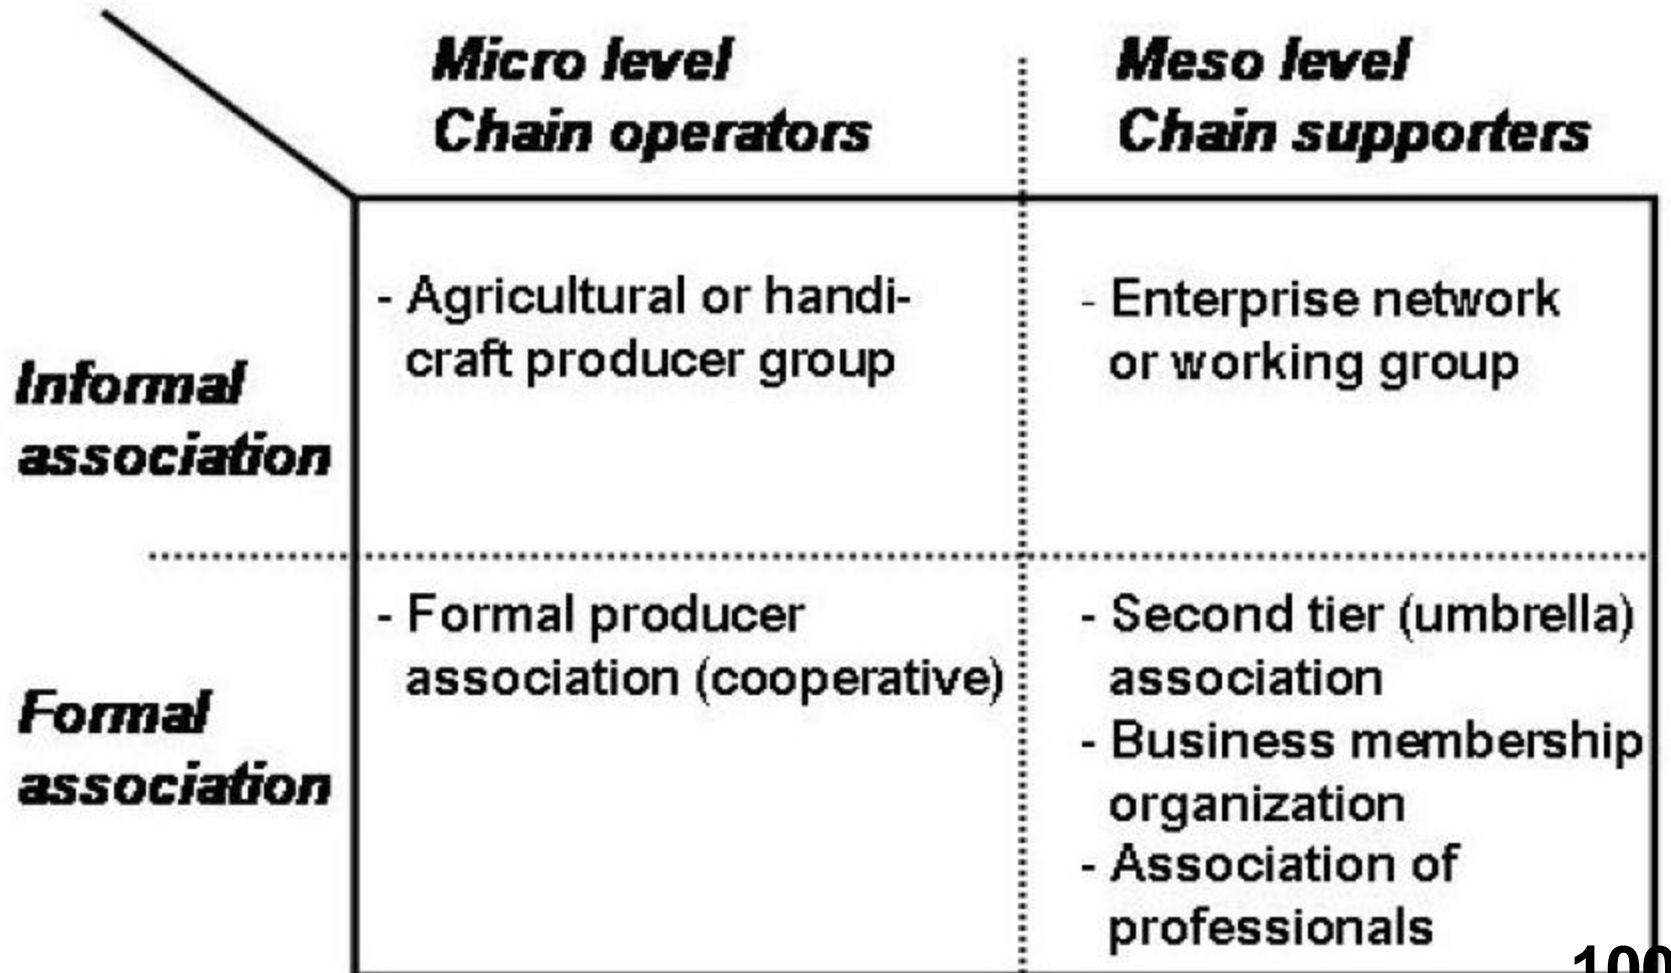 Micro level
Chain operators
Meso level
Chain supporters
Informal
association
- Agricultural or handi-
craft producer group
- Enterprise network
or working group
Formal
association
- Formal producer
association (cooperative)
- Second tier (umbrella)
association
- Business membership
organization
- Association of
professionals
100